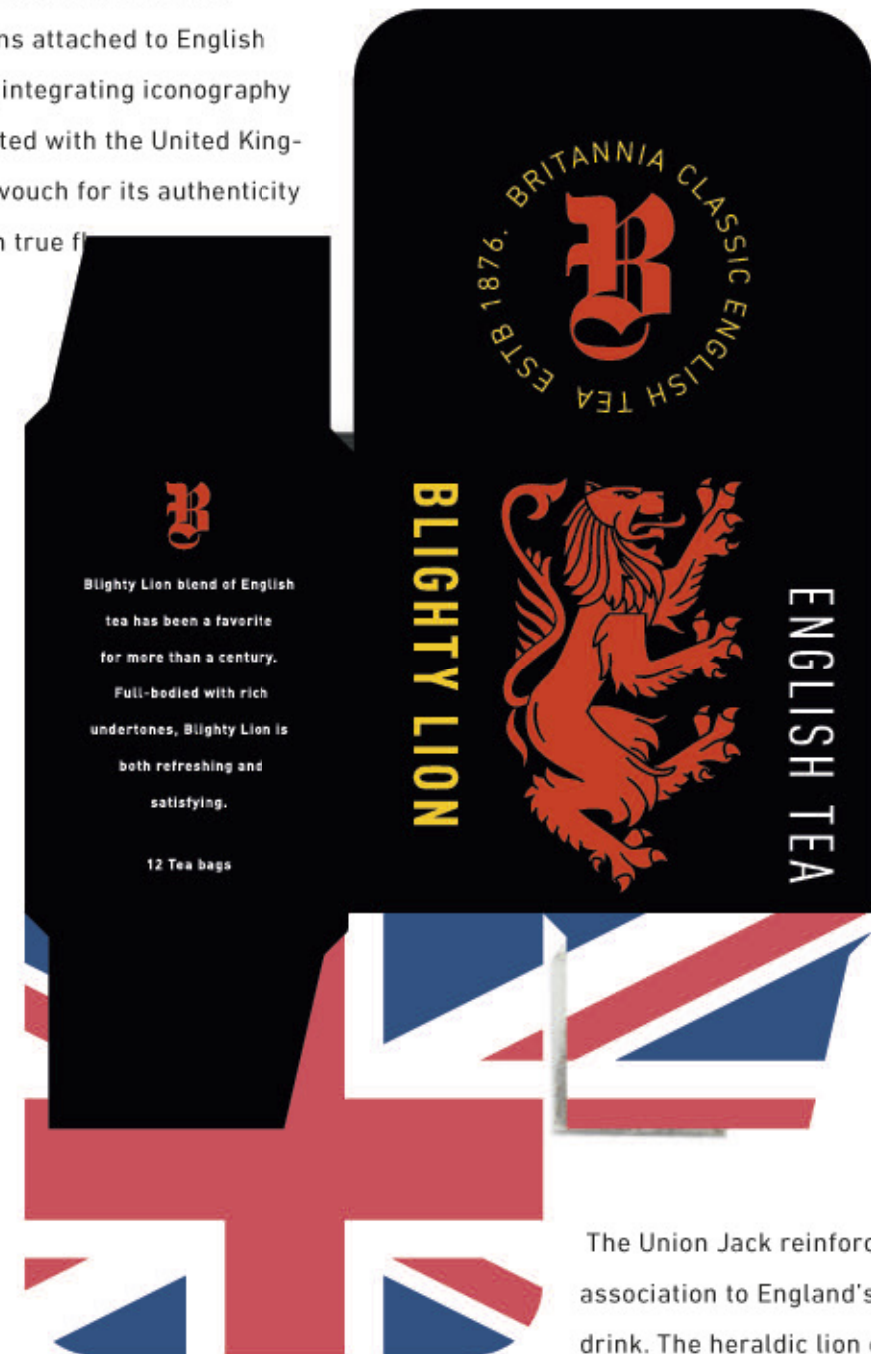 attached to English
integrating iconography
with the United King-
vouch for its authenticity
true
ESTB 1876. BRITANNIA CLASSIC ENGLISH TEA
B
BLIGHTY LION
ENGLISH TEA
B
Blighty Lion blend of English
tea has been a favorite
for more than a century.
Full-bodied with rich
undertones, Blighty Lion is
both refreshing and
satisfying.
12 Tea bags
The Union Jack
association to England's
drink. The heraldic lion